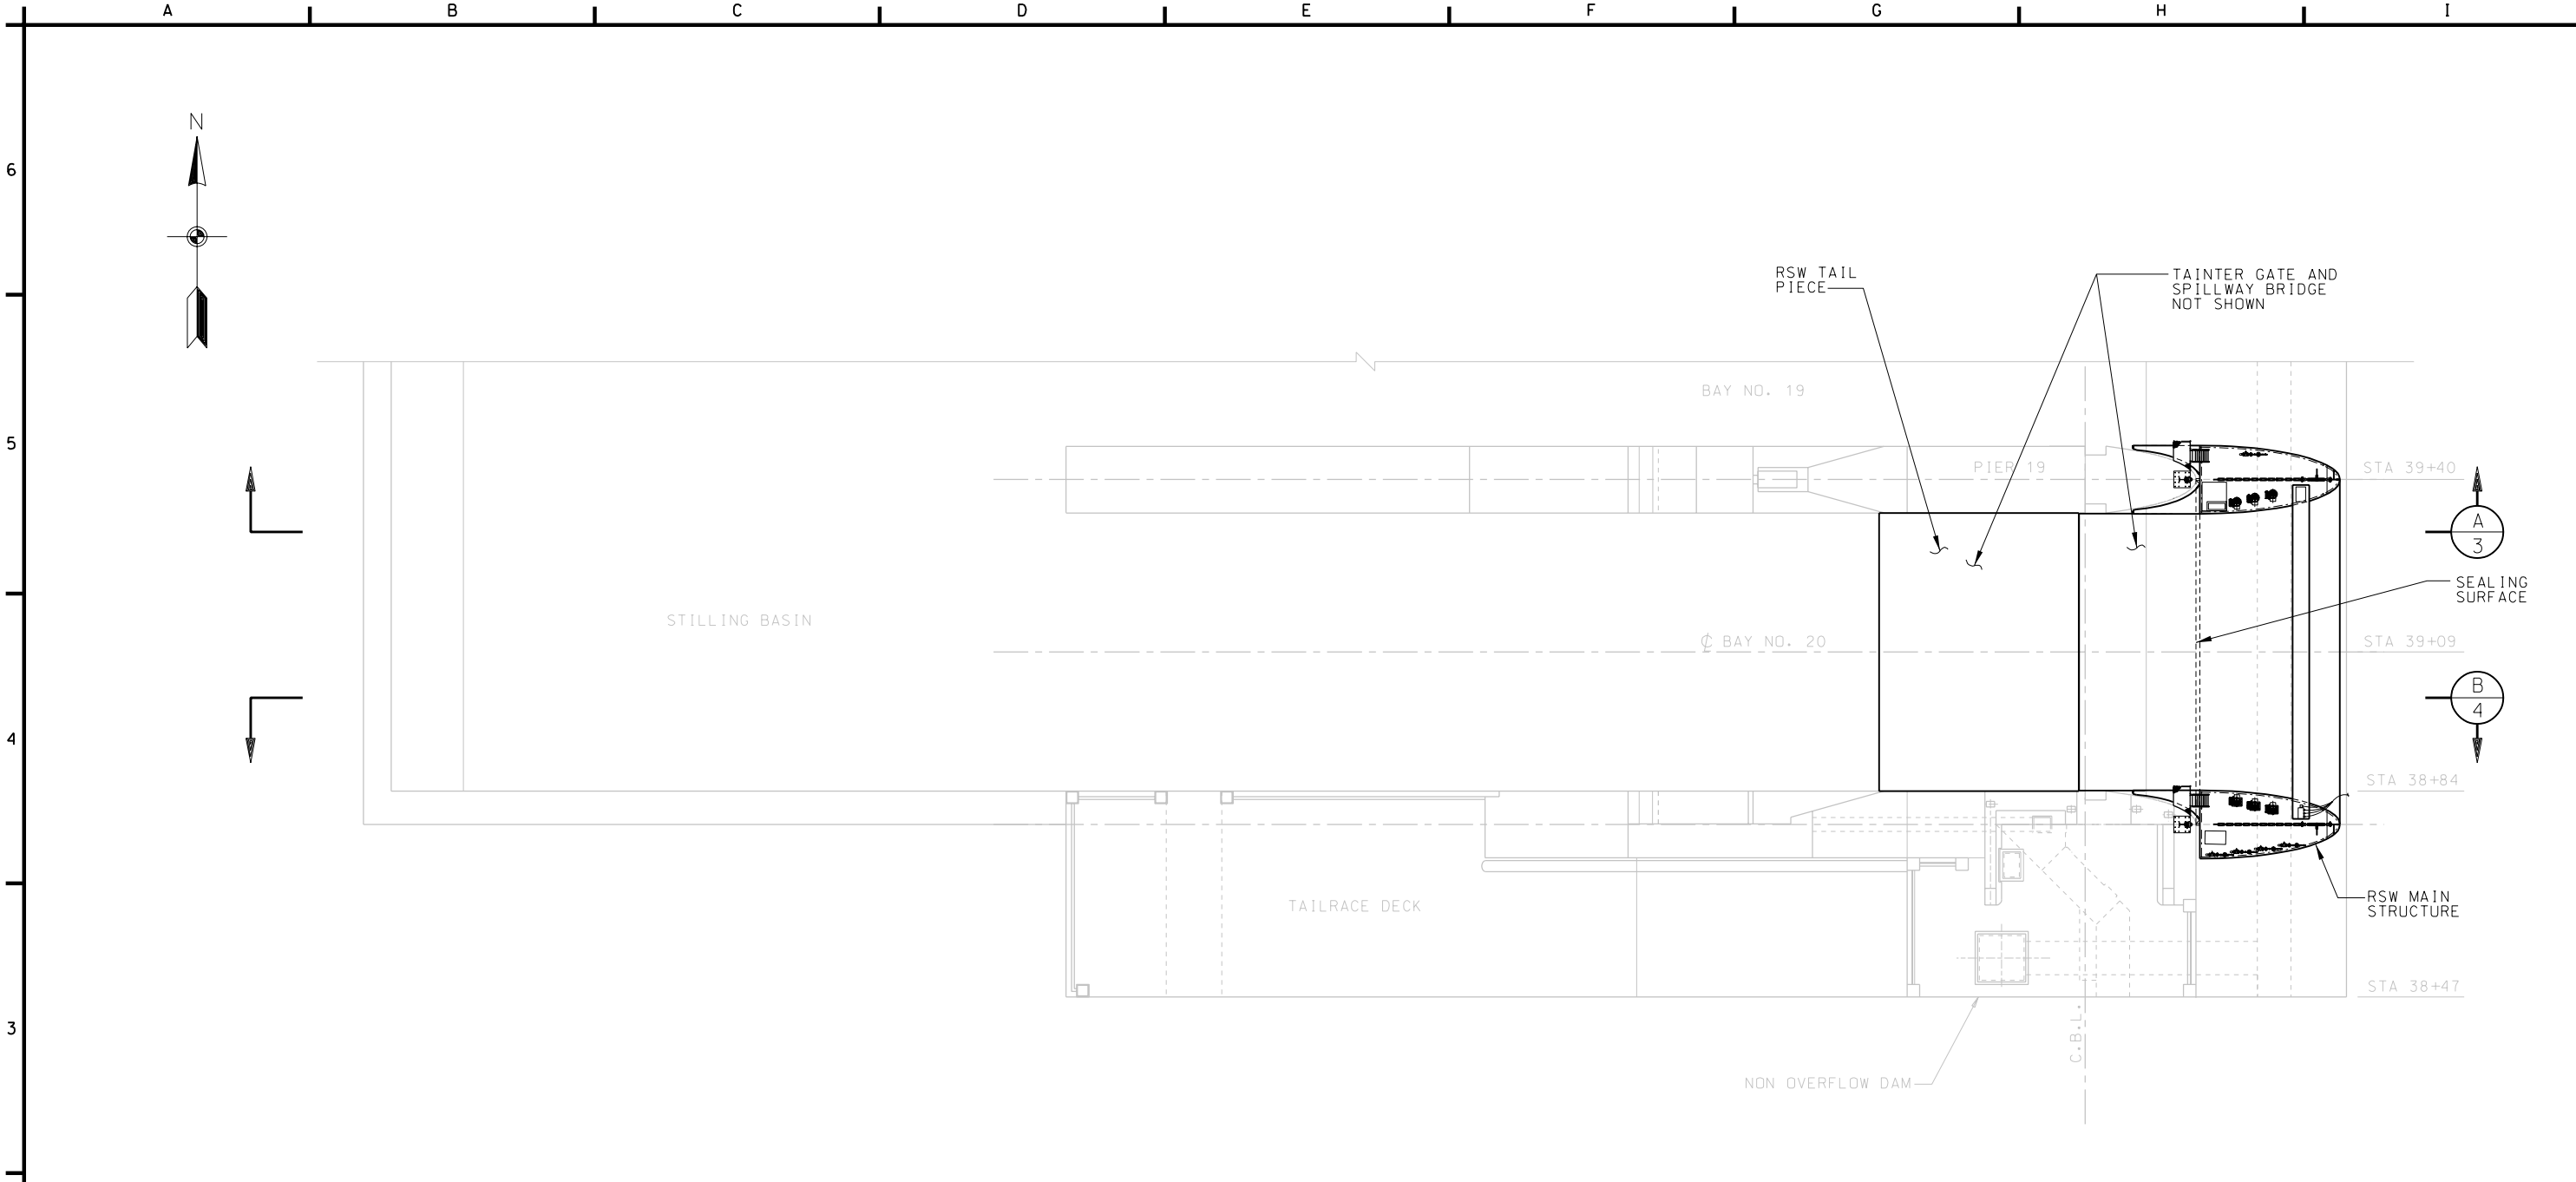 A B C D E F G H I
N
6
RSW TAIL
PIECE
TAINTER GATE AND
SPILLWAY BRIDGE
NOT SHOWN
BAY NO. 19
5
PIER 19
STA 39+40
A
3
SEALING
SURFACE
STILLING BASIN
℄ BAY NO. 20
STA 39+09
B
4
4
STA 38+84
RSW MAIN
STRUCTURE
TAILRACE DECK
STA 38+47
3
C.B.L.
NON OVERFLOW DAM